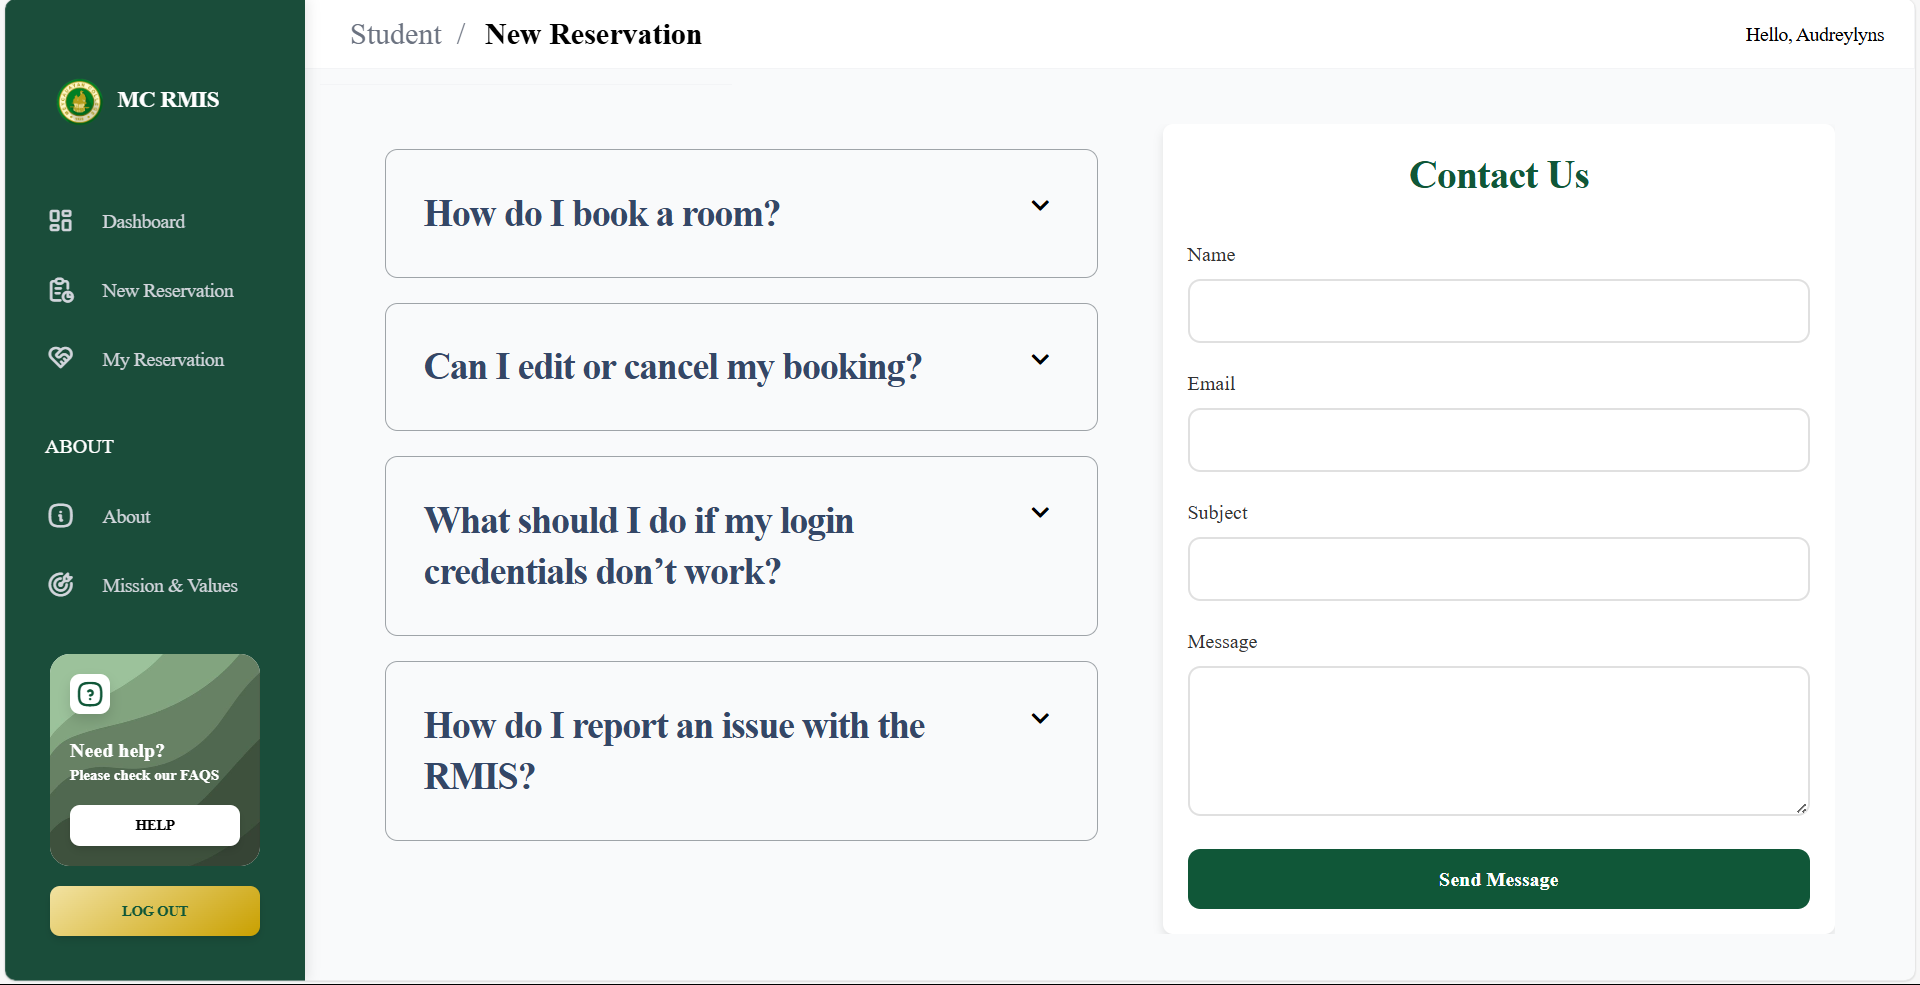 MC RMIS
Dashboard
New Reservation
My Reservation
ABOUT
About
Mission & Values
Need help?
Please check our FAQS
HELP
LOG OUT
Student / New Reservation
Hello, Audreylyns
How do I book a room?
Can I edit or cancel my booking?
What should I do if my login
credentials don’t work?
How do I report an issue with the
RMIS?
Contact Us
Name
Email
Subject
Message
Send Message